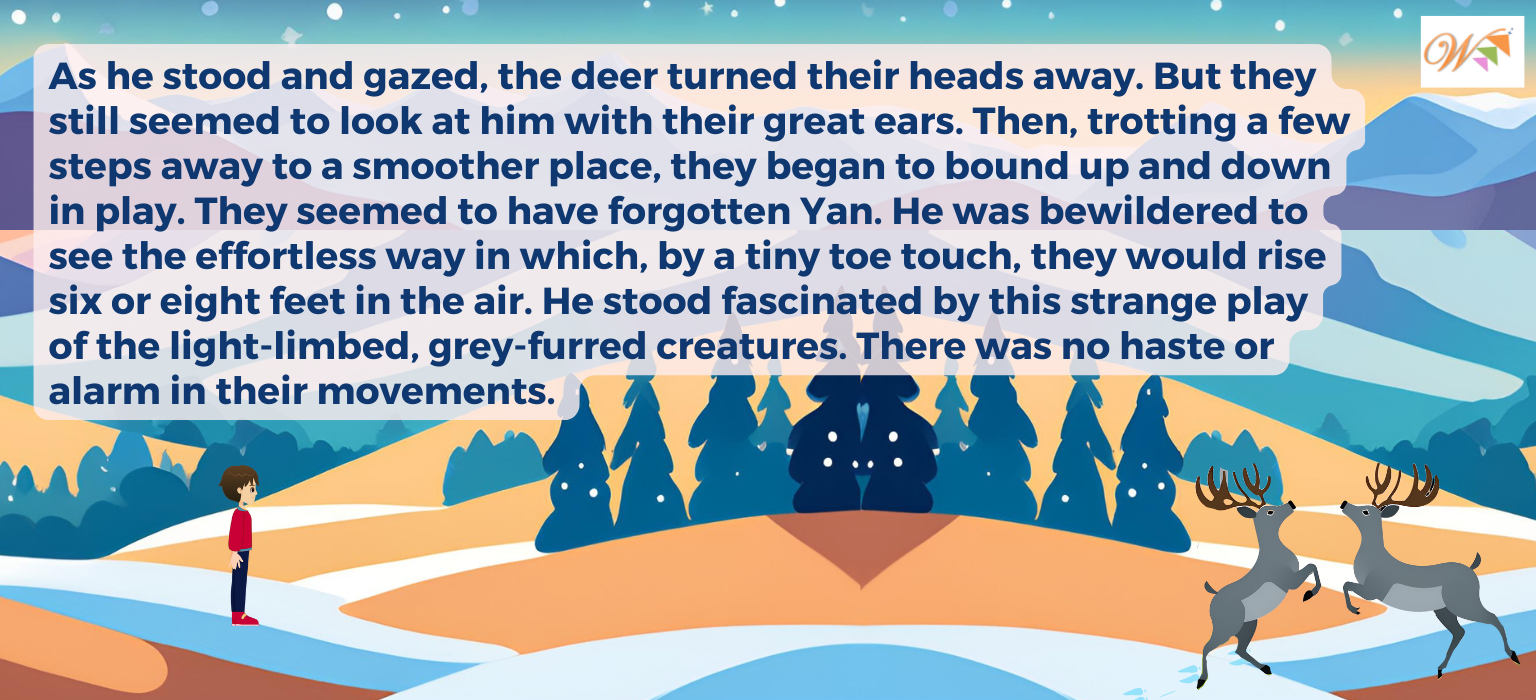 As he stood and gazed, the deer turned their heads away. But they
still seemed to look at him with their great ears. Then, trotting a few
steps away to a smoother place, they began to bound up and down
in play. They seemed to have forgotten Yan. He was bewildered to
see the effortless way in which, by a tiny toe touch, they would rise
six or eight feet in the air. He stood fascinated by this strange play
of the light-limbed, grey-furred creatures. There was no haste or
alarm in their movements.
W